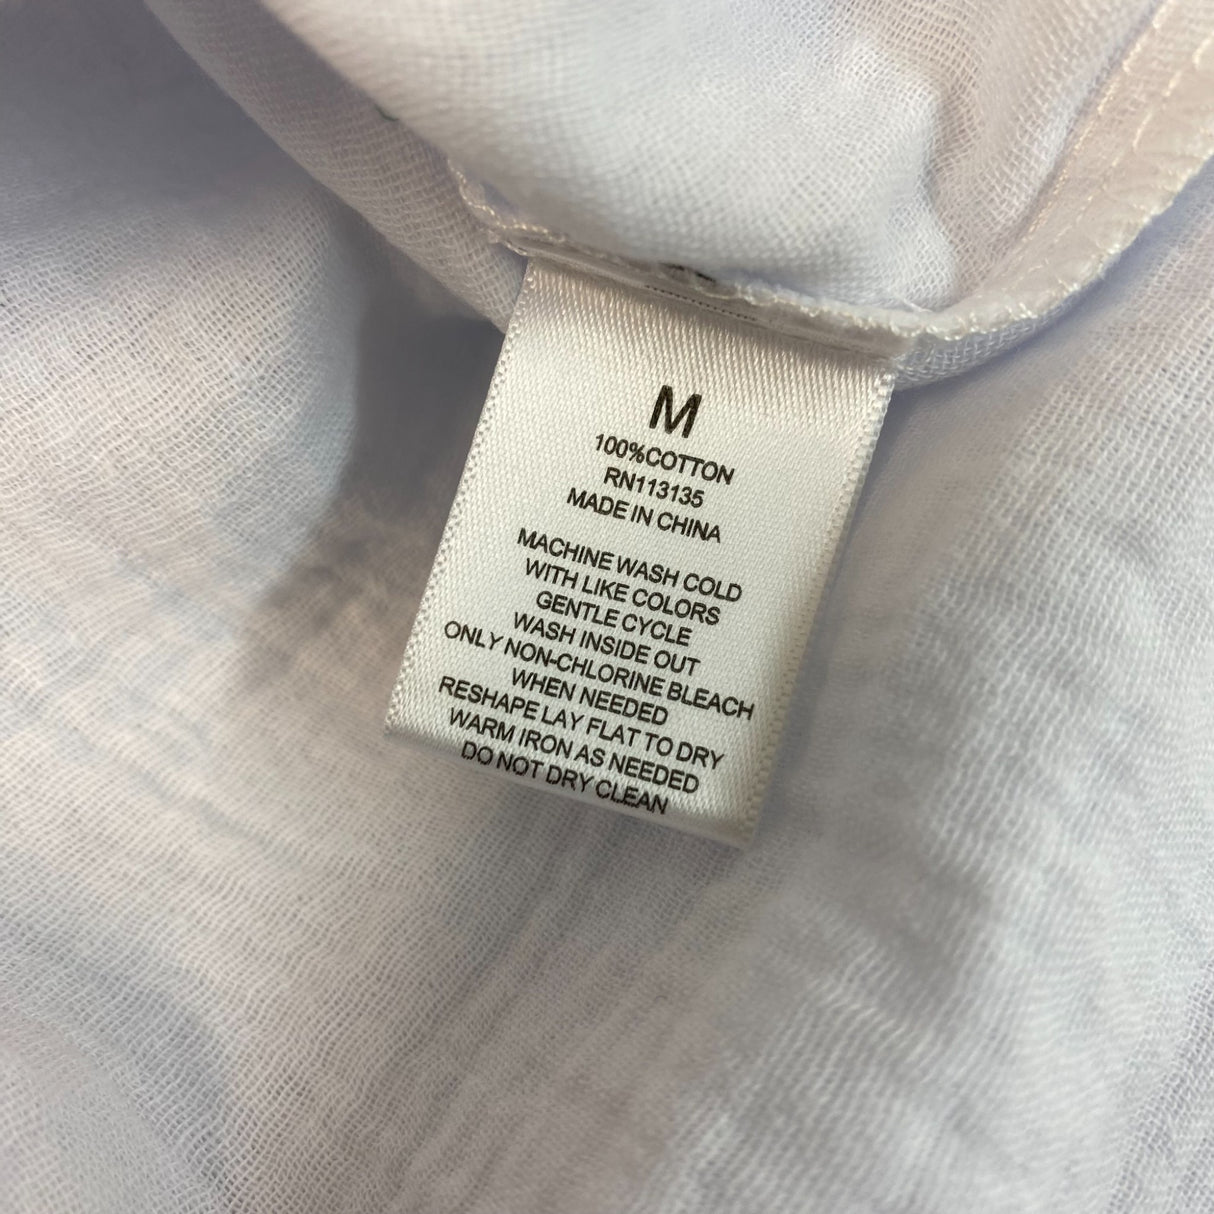 M
100%COTTON
RN113135
MADE IN CHINA
MACHINE WASH COLD
WITH LIKE COLORS
GENTLE CYCLE
WASH INSIDE OUT
ONLY NON-CHLORINE BLEACH
WHEN NEEDED
RESHAPE LAY FLAT TO DRY
WARM IRON AS NEEDED
DO NOT DRY CLEAN